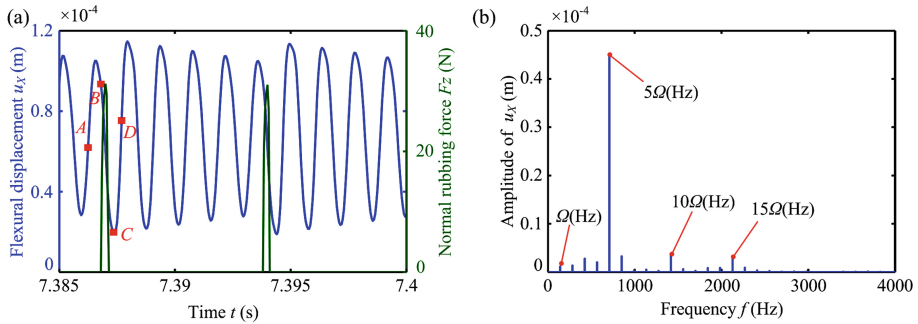 (a)
×10⁻⁴
Flexural displacement uX (m)
1.2
0.8
0.4
0
A
B
C
D
40
20
0
Normal rubbing force Fz (N)
7.385
7.39
7.395
7.4
Time t (s)
(b)
×10⁻⁴
Amplitude of uX (m)
0.5
0.4
0.3
0.2
0.1
0
5Ω(Hz)
Ω(Hz)
10Ω(Hz)
15Ω(Hz)
0
1000
2000
3000
4000
Frequency f (Hz)